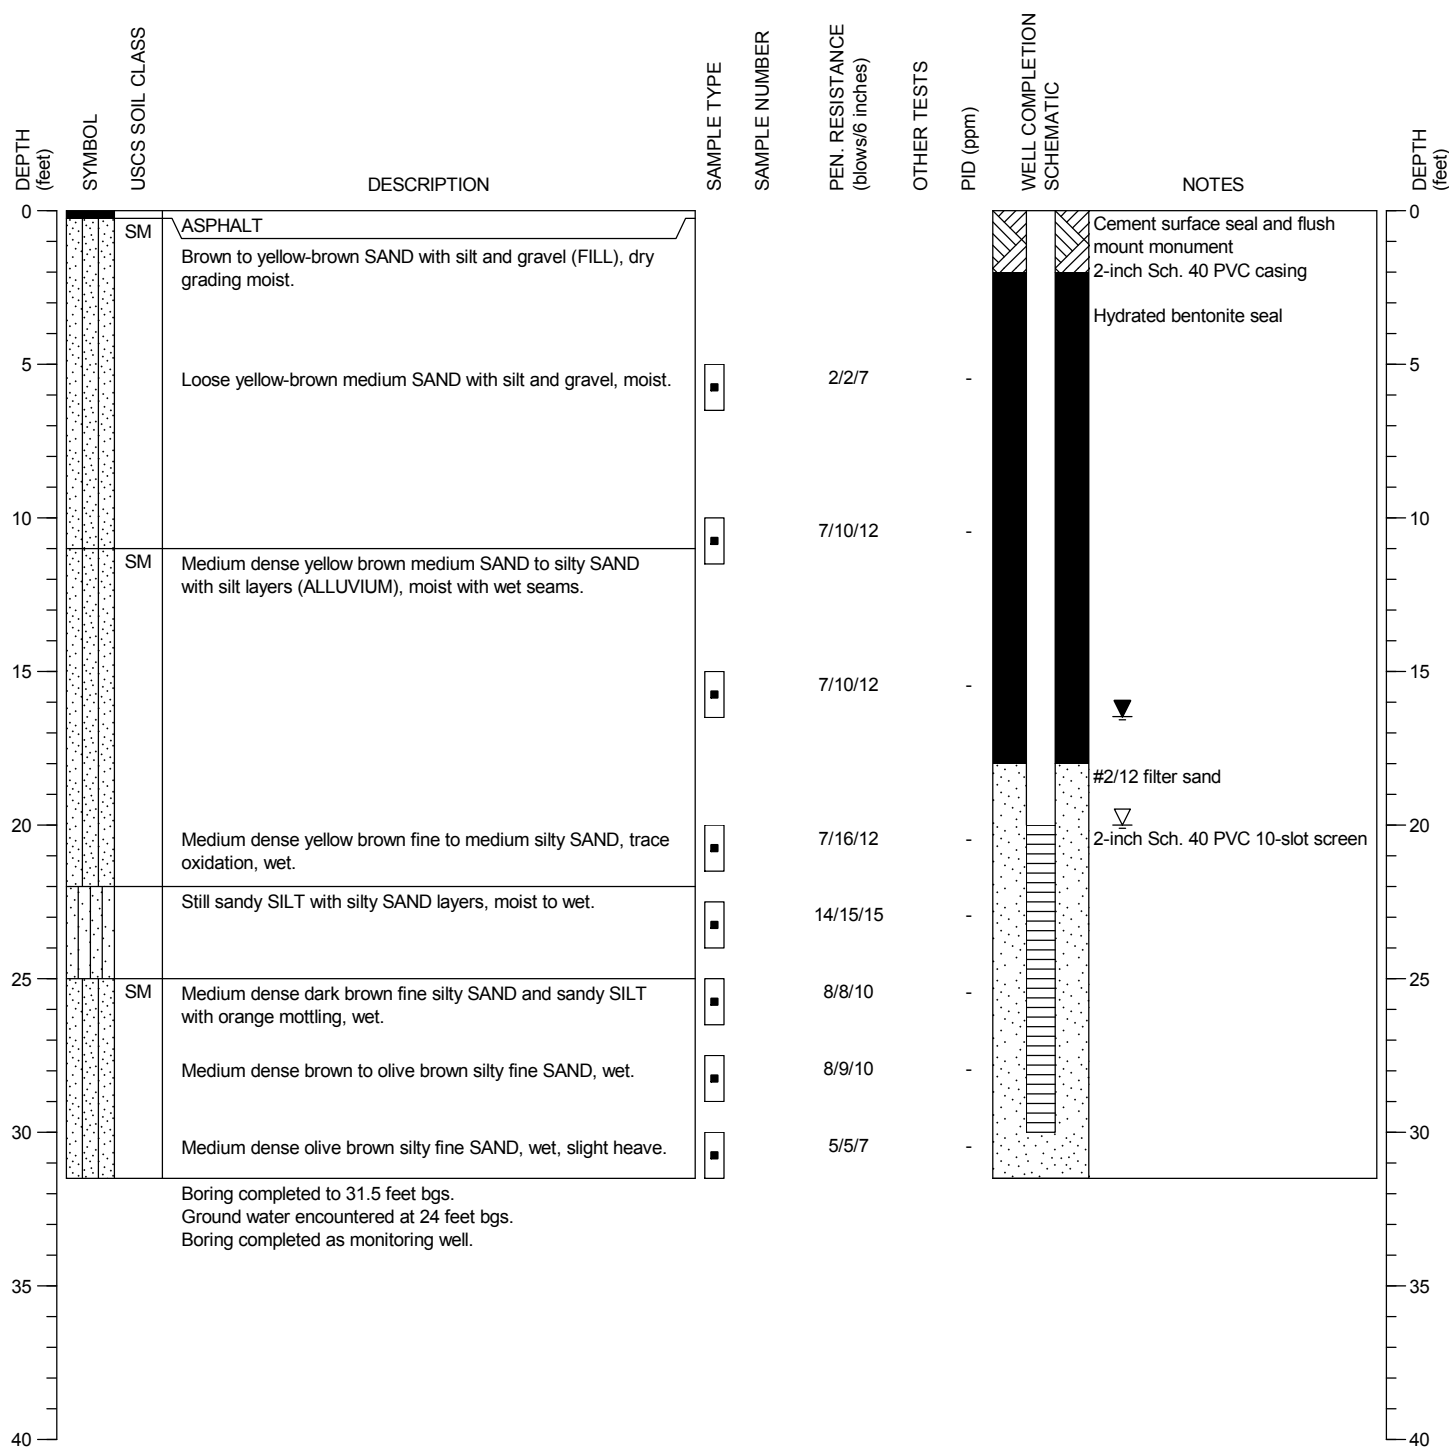 DEPTH
(feet)
SYMBOL
USCS SOIL CLASS
DESCRIPTION
SAMPLE TYPE
SAMPLE NUMBER
PEN. RESISTANCE
(blows/6 inches)
OTHER TESTS
PID (ppm)
WELL COMPLETION
SCHEMATIC
NOTES
DEPTH
(feet)
0
SM
ASPHALT
Brown to yellow-brown SAND with silt and gravel (FILL), dry
grading moist.
Cement surface seal and flush
mount monument
2-inch Sch. 40 PVC casing
Hydrated bentonite seal
0
5
Loose yellow-brown medium SAND with silt and gravel, moist.
2/2/7
-
5
10
7/10/12
-
10
SM
Medium dense yellow brown medium SAND to silty SAND
with silt layers (ALLUVIUM), moist with wet seams.
15
7/10/12
-
15
#2/12 filter sand
20
Medium dense yellow brown fine to medium silty SAND, trace
oxidation, wet.
7/16/12
-
2-inch Sch. 40 PVC 10-slot screen
20
Still sandy SILT with silty SAND layers, moist to wet.
14/15/15
-
25
SM
Medium dense dark brown fine silty SAND and sandy SILT
with orange mottling, wet.
8/8/10
-
25
Medium dense brown to olive brown silty fine SAND, wet.
8/9/10
-
30
Medium dense olive brown silty fine SAND, wet, slight heave.
5/5/7
-
30
Boring completed to 31.5 feet bgs.
Ground water encountered at 24 feet bgs.
Boring completed as monitoring well.
35
35
40
40